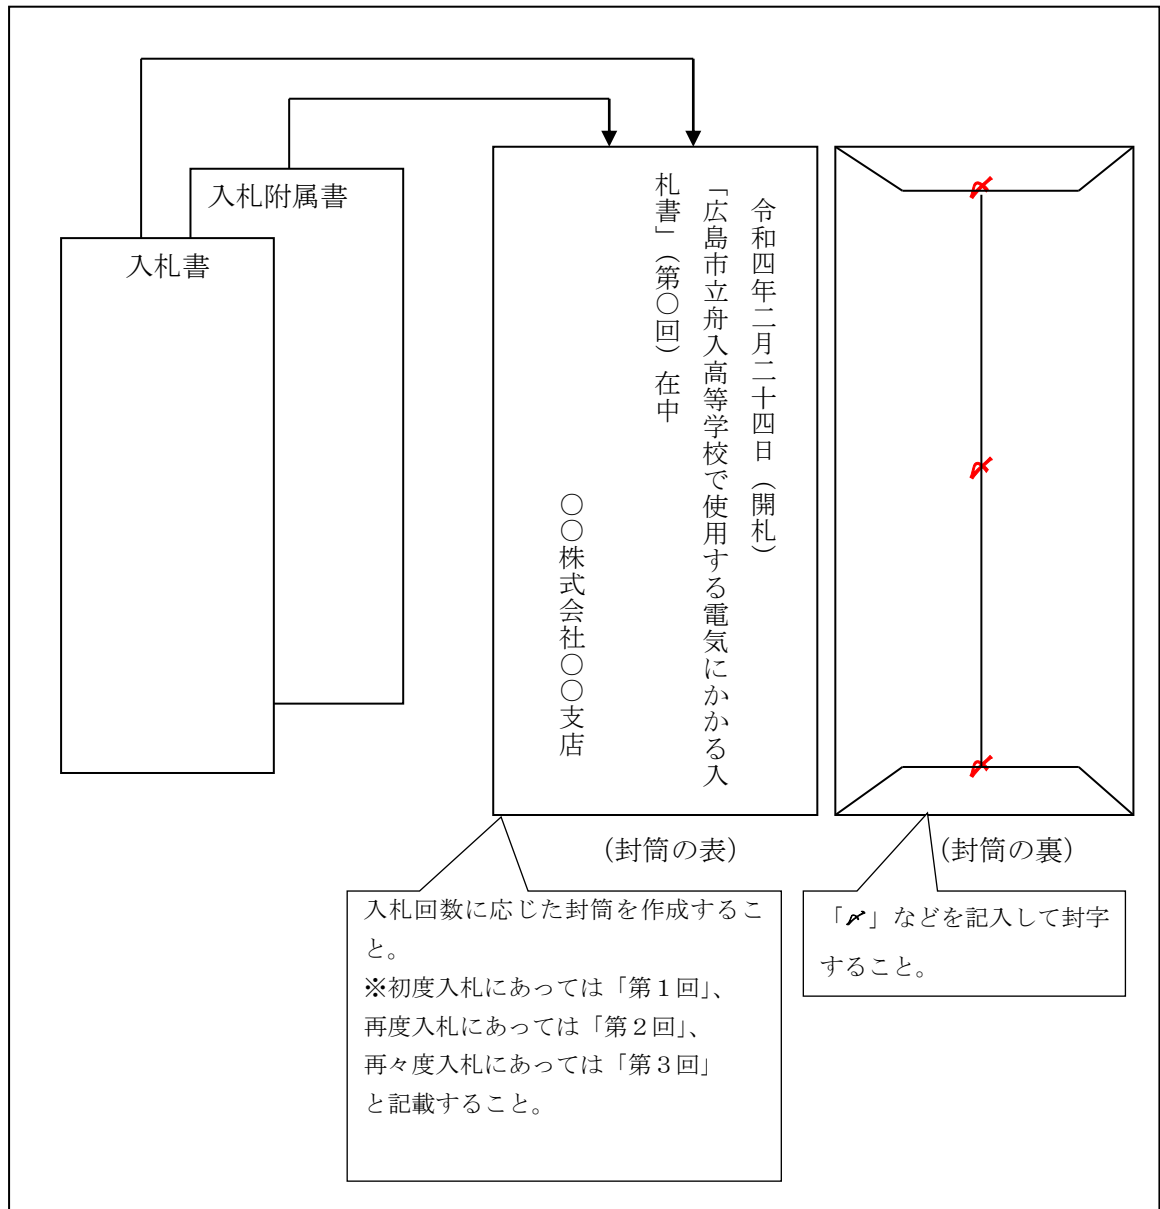 入札附属書
入札書
令和四年二月二十四日（開札）
「広島市立舟入高等学校で使用する電気にかかる入
札書」（第〇回）在中
〇〇株式会社〇〇支店
〆
〆
〆
（封筒の表）
（封筒の裏）
入札回数に応じた封筒を作成するこ
と。
※初度入札にあっては「第１回」、
再度入札にあっては「第２回」、
再々度入札にあっては「第３回」
と記載すること。
「〆」などを記入して封字
すること。